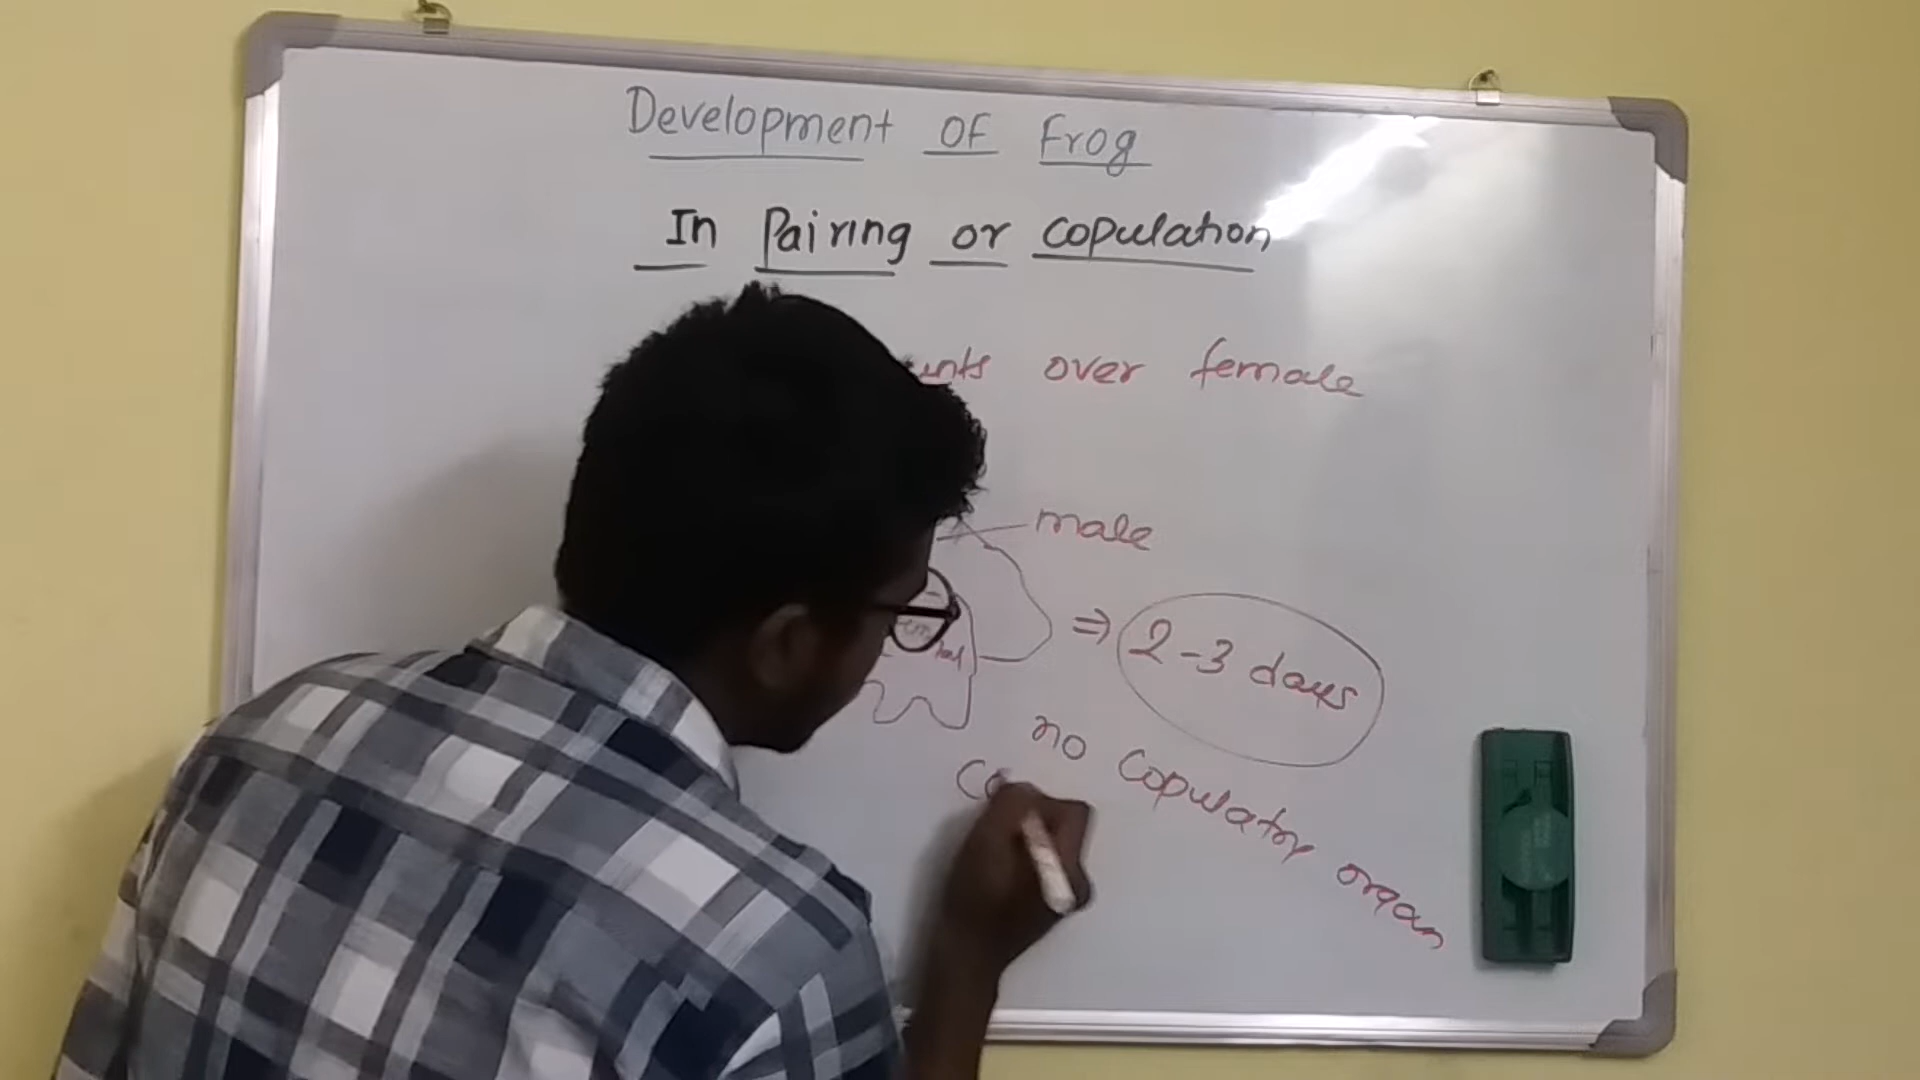 Development OF Frog
In Pairing or copulation
over female
male
⇒ 2-3 days
no copulatory organ